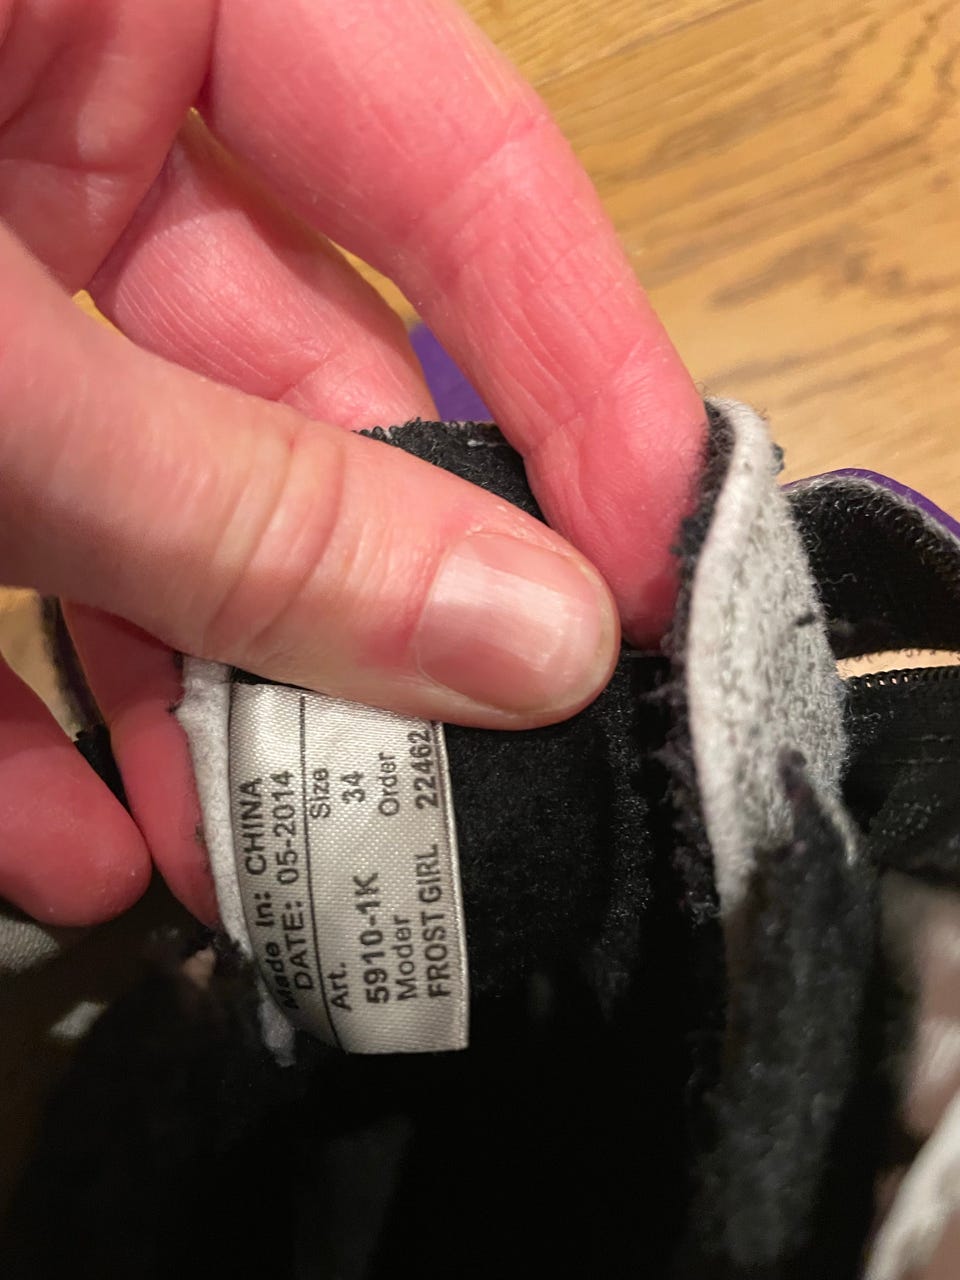 Made In: CHINA
DATE: 05-2014
Art. Size
5910-1K 34
Moder Order
FROST GIRL 22462